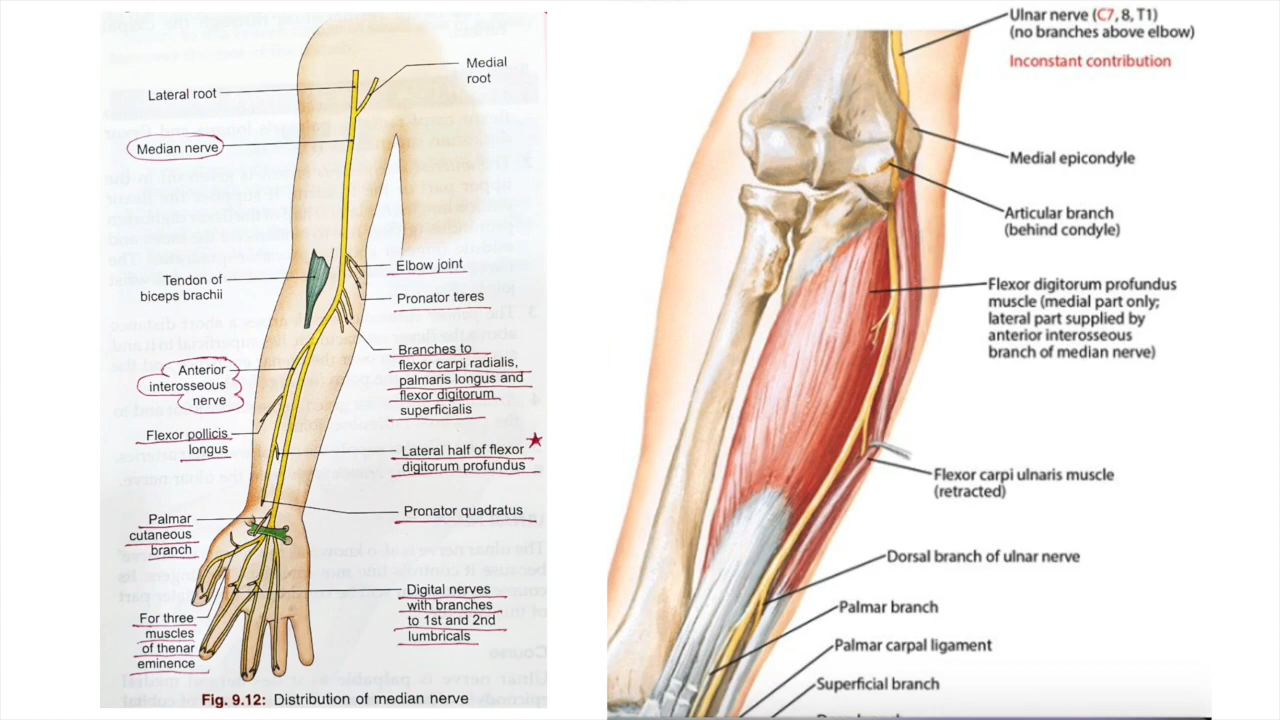 Medial
root
Lateral root
Median nerve
Tendon of
biceps brachii
Elbow joint
Pronator teres
Branches to
flexor carpi radialis,
palmaris longus and
flexor digitorum
superficialis
Anterior
interosseous
nerve
Flexor pollicis
longus
Lateral half of flexor
digitorum profundus
Pronator quadratus
Palmar
cutaneous
branch
Digital nerves
with branches
to 1st and 2nd
lumbricals
For three
muscles
of thenar
eminence
Fig. 9.12: Distribution of median nerve
Ulnar nerve (C7, 8, T1)
(no branches above elbow)
Inconstant contribution
Medial epicondyle
Articular branch
(behind condyle)
Flexor digitorum profundus
muscle (medial part only;
lateral part supplied by
anterior interosseous
branch of median nerve)
Flexor carpi ulnaris muscle
(retracted)
Dorsal branch of ulnar nerve
Palmar branch
Palmar carpal ligament
Superficial branch